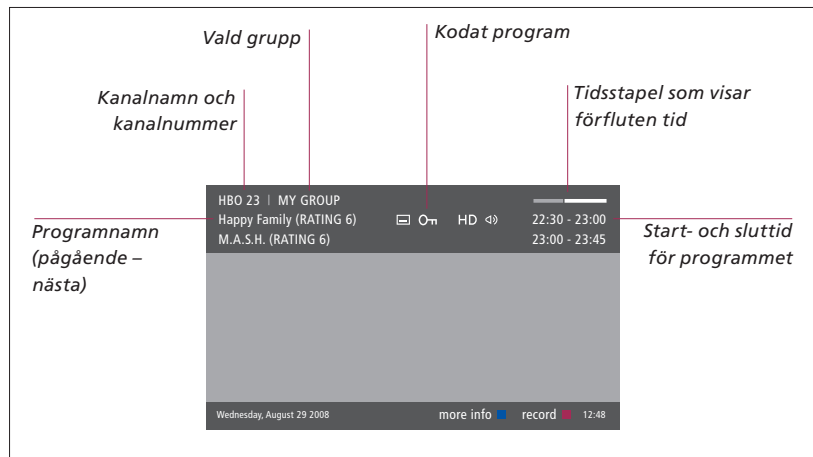 Vald grupp
Kodat program
Kanalnamn och
kanalnummer
Tidsstapel som visar
förfluten tid
HBO 23 | MY GROUP
Happy Family (RATING 6) HD 22:30 - 23:00
M.A.S.H. (RATING 6) 23:00 - 23:45
Programnamn
(pågående –
nästa)
Start- och sluttid
för programmet
Wednesday, August 29 2008 more info record 12:48